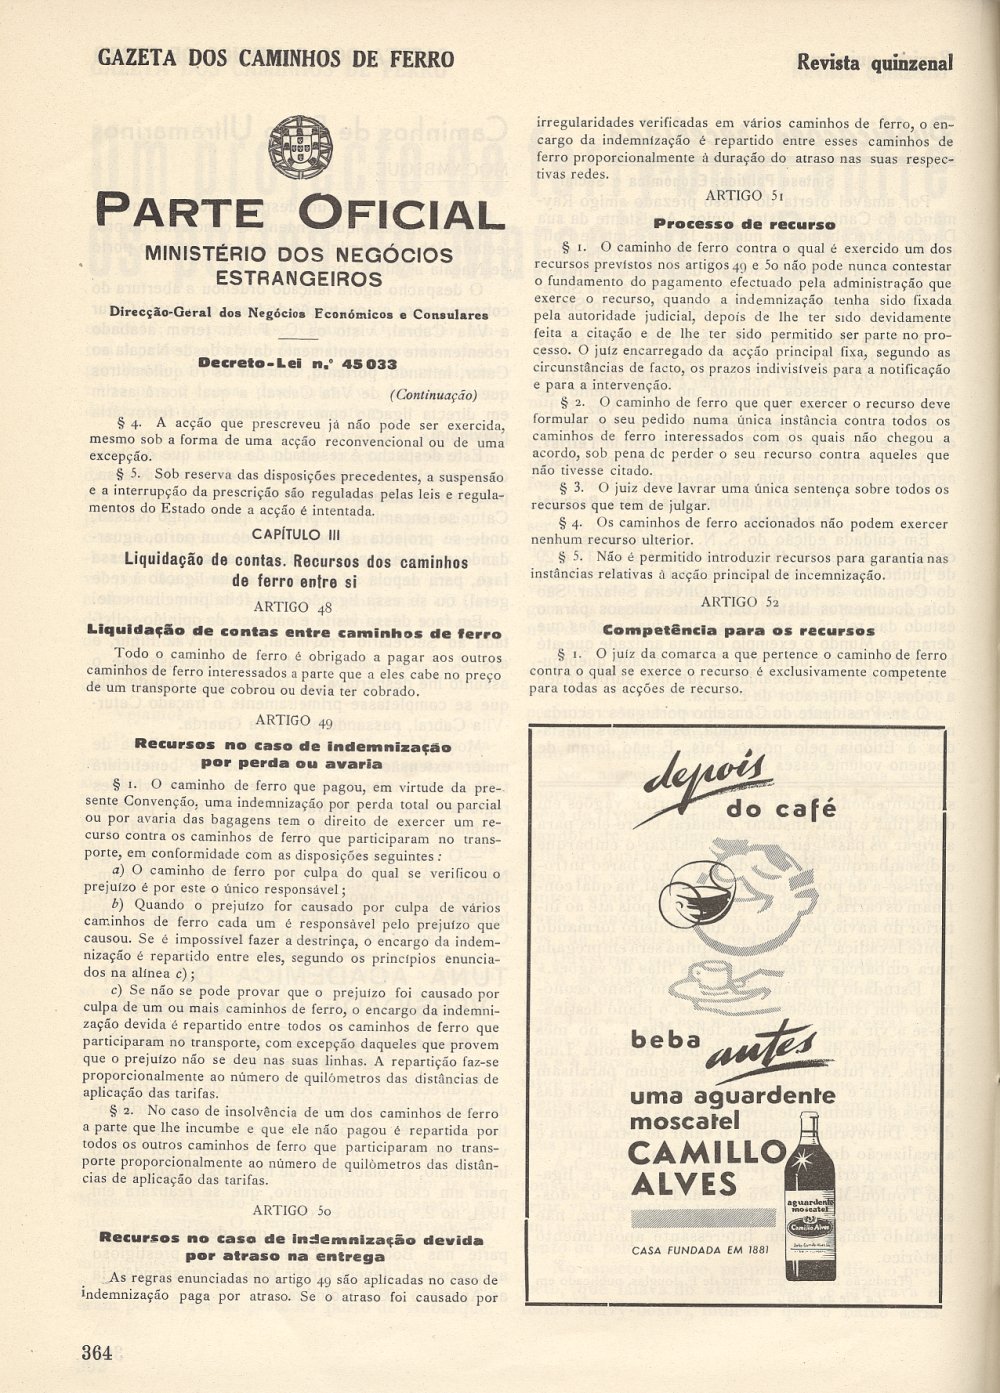 GAZETA DOS CAMINHOS DE FERRO
Revista quinzenal
PARTE OFICIAL
MINISTÉRIO DOS NEGÓCIOS
ESTRANGEIROS
Direcção-Geral dos Negócios Económicos e Consulares
Decreto-Lei n.º 45 033
(Continuação)
§ 4. A acção que prescreveu já não pode ser exercida,
mesmo sob a forma de uma acção reconvencional ou de uma
excepção.
§ 5. Sob reserva das disposições precedentes, a suspensão
e a interrupção da prescrição são reguladas pelas leis e regula-
mentos do Estado onde a acção é intentada.
CAPÍTULO III
Liquidação de contas. Recursos dos caminhos
de ferro entre si
ARTIGO 48
Liquidação de contas entre caminhos de ferro
Todo o caminho de ferro é obrigado a pagar aos outros
caminhos de ferro interessados a parte que a eles cabe no preço
de um transporte que cobrou ou devia ter cobrado.
ARTIGO 49
Recursos no caso de indemnização
por perda ou avaria
§ 1. O caminho de ferro que pagou, em virtude da pre-
sente Convenção, uma indemnização por perda total ou parcial
ou por avaria das bagagens tem o direito de exercer um re-
curso contra os caminhos de ferro que participaram no trans-
porte, em conformidade com as disposições seguintes :
a) O caminho de ferro por culpa do qual se verificou o
prejuízo é por este o único responsável ;
b) Quando o prejuízo for causado por culpa de vários
caminhos de ferro cada um é responsável pelo prejuízo que
causou. Se é impossível fazer a destrinça, o encargo da indem-
nização é repartido entre eles, segundo os princípios enuncia-
dos na alínea c) ;
c) Se não se pode provar que o prejuízo foi causado por
culpa de um ou mais caminhos de ferro, o encargo da indemni-
zação devida é repartido entre todos os caminhos de ferro que
participaram no transporte, com excepção daqueles que provem
que o prejuízo não se deu nas suas linhas. A repartição faz-se
proporcionalmente ao número de quilómetros das distâncias de
aplicação das tarifas.
§ 2. No caso de insolvência de um dos caminhos de ferro
a parte que lhe incumbe e que ele não pagou é repartida por
todos os outros caminhos de ferro que participaram no trans-
porte proporcionalmente ao número de quilómetros das distân-
cias de aplicação das tarifas.
ARTIGO 50
Recursos no caso de indemnização devida
por atraso na entrega
As regras enunciadas no artigo 49 são aplicadas no caso de
indemnização paga por atraso. Se o atraso foi causado por
364
irregularidades verificadas em vários caminhos de ferro, o en-
cargo da indemnização é repartido entre esses caminhos de
ferro proporcionalmente à duração do atraso nas suas respec-
tivas redes.
ARTIGO 51
Processo de recurso
§ 1. O caminho de ferro contra o qual é exercido um dos
recursos previstos nos artigos 49 e 50 não pode nunca contestar
o fundamento do pagamento efectuado pela administração que
exerce o recurso, quando a indemnização tenha sido fixada
pela autoridade judicial, depois de lhe ter sido devidamente
feita a citação e de lhe ter sido permitido ser parte no pro-
cesso. O juiz encarregado da acção principal fixa, segundo as
circunstâncias de facto, os prazos indivisíveis para a notificação
e para a intervenção.
§ 2. O caminho de ferro que quer exercer o recurso deve
formular o seu pedido numa única instância contra todos os
caminhos de ferro interessados com os quais não chegou a
acordo, sob pena de perder o seu recurso contra aqueles que
não tivesse citado.
§ 3. O juiz deve lavrar uma única sentença sobre todos os
recursos que tem de julgar.
§ 4. Os caminhos de ferro accionados não podem exercer
nenhum recurso ulterior.
§ 5. Não é permitido introduzir recursos para garantia nas
instâncias relativas à acção principal de incemnização.
ARTIGO 52
Competência para os recursos
§ 1. O juiz da comarca a que pertence o caminho de ferro
contra o qual se exerce o recurso é exclusivamente competente
para todas as acções de recurso.
depois
do café
beba antes
uma aguardente
moscatel
CAMILLO
ALVES
CASA FUNDADA EM 1881
aguardente
moscatel
Camillo Alves